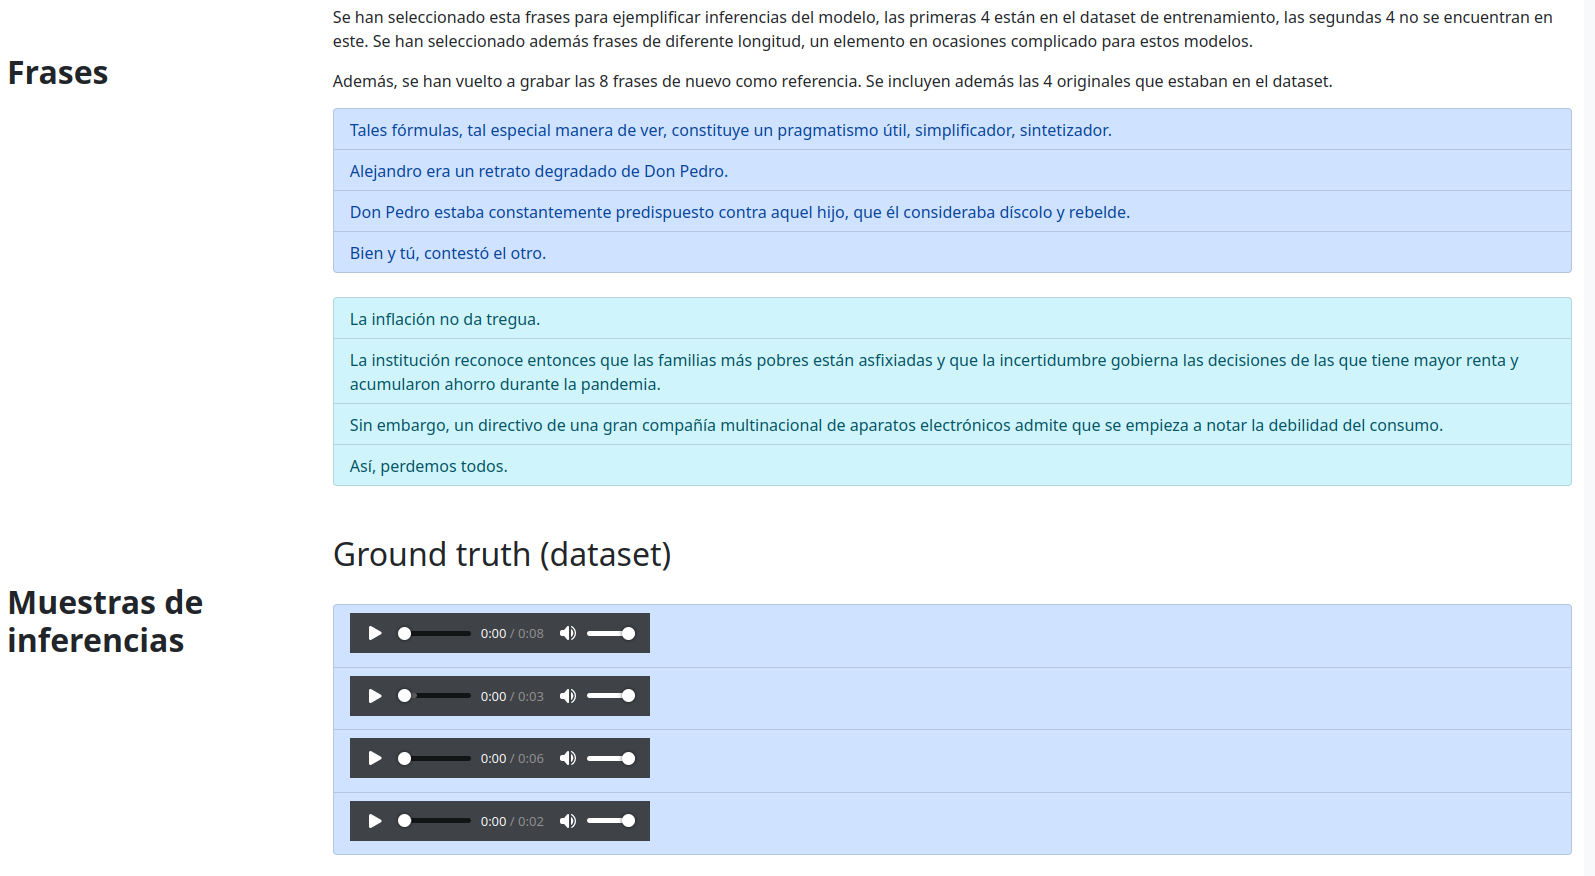 Frases
Se han seleccionado esta frases para ejemplificar inferencias del modelo, las primeras 4 están en el dataset de entrenamiento, las segundas 4 no se encuentran en
este. Se han seleccionado además frases de diferente longitud, un elemento en ocasiones complicado para estos modelos.
Además, se han vuelto a grabar las 8 frases de nuevo como referencia. Se incluyen además las 4 originales que estaban en el dataset.
Tales fórmulas, tal especial manera de ver, constituye un pragmatismo útil, simplificador, sintetizador.
Alejandro era un retrato degradado de Don Pedro.
Don Pedro estaba constantemente predispuesto contra aquel hijo, que él consideraba díscolo y rebelde.
Bien y tú, contestó el otro.
La inflación no da tregua.
La institución reconoce entonces que las familias más pobres están asfixiadas y que la incertidumbre gobierna las decisiones de las que tiene mayor renta y
acumularon ahorro durante la pandemia.
Sin embargo, un directivo de una gran compañía multinacional de aparatos electrónicos admite que se empieza a notar la debilidad del consumo.
Así, perdemos todos.
Muestras de
inferencias
Ground truth (dataset)
0:00 / 0:08
0:00 / 0:03
0:00 / 0:06
0:00 / 0:02